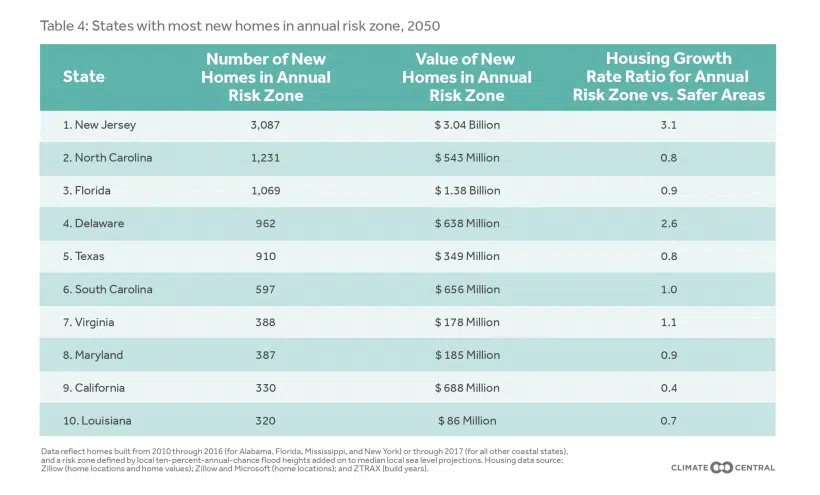 Table 4: States with most new homes in annual risk zone, 2050
State
Number of New
Homes in Annual
Risk Zone
Value of New
Homes in Annual
Risk Zone
Housing Growth
Rate Ratio for Annual
Risk Zone vs. Safer Areas
1. New Jersey 3,087 $ 3.04 Billion 3.1
2. North Carolina 1,231 $ 543 Million 0.8
3. Florida 1,069 $ 1.38 Billion 0.9
4. Delaware 962 $ 638 Million 2.6
5. Texas 910 $ 349 Million 0.8
6. South Carolina 597 $ 656 Million 1.0
7. Virginia 388 $ 178 Million 1.1
8. Maryland 387 $ 185 Million 0.9
9. California 330 $ 688 Million 0.4
10. Louisiana 320 $ 86 Million 0.7
Data reflect homes built from 2010 through 2016 (for Alabama, Florida, Mississippi, and New York) or through 2017 (for all other coastal states),
and a risk zone defined by local ten-percent-annual-chance flood heights added on to median local sea level projections. Housing data source:
Zillow (home locations and home values); Zillow and Microsoft (home locations); and ZTRAX (build years).
CLIMATE CENTRAL